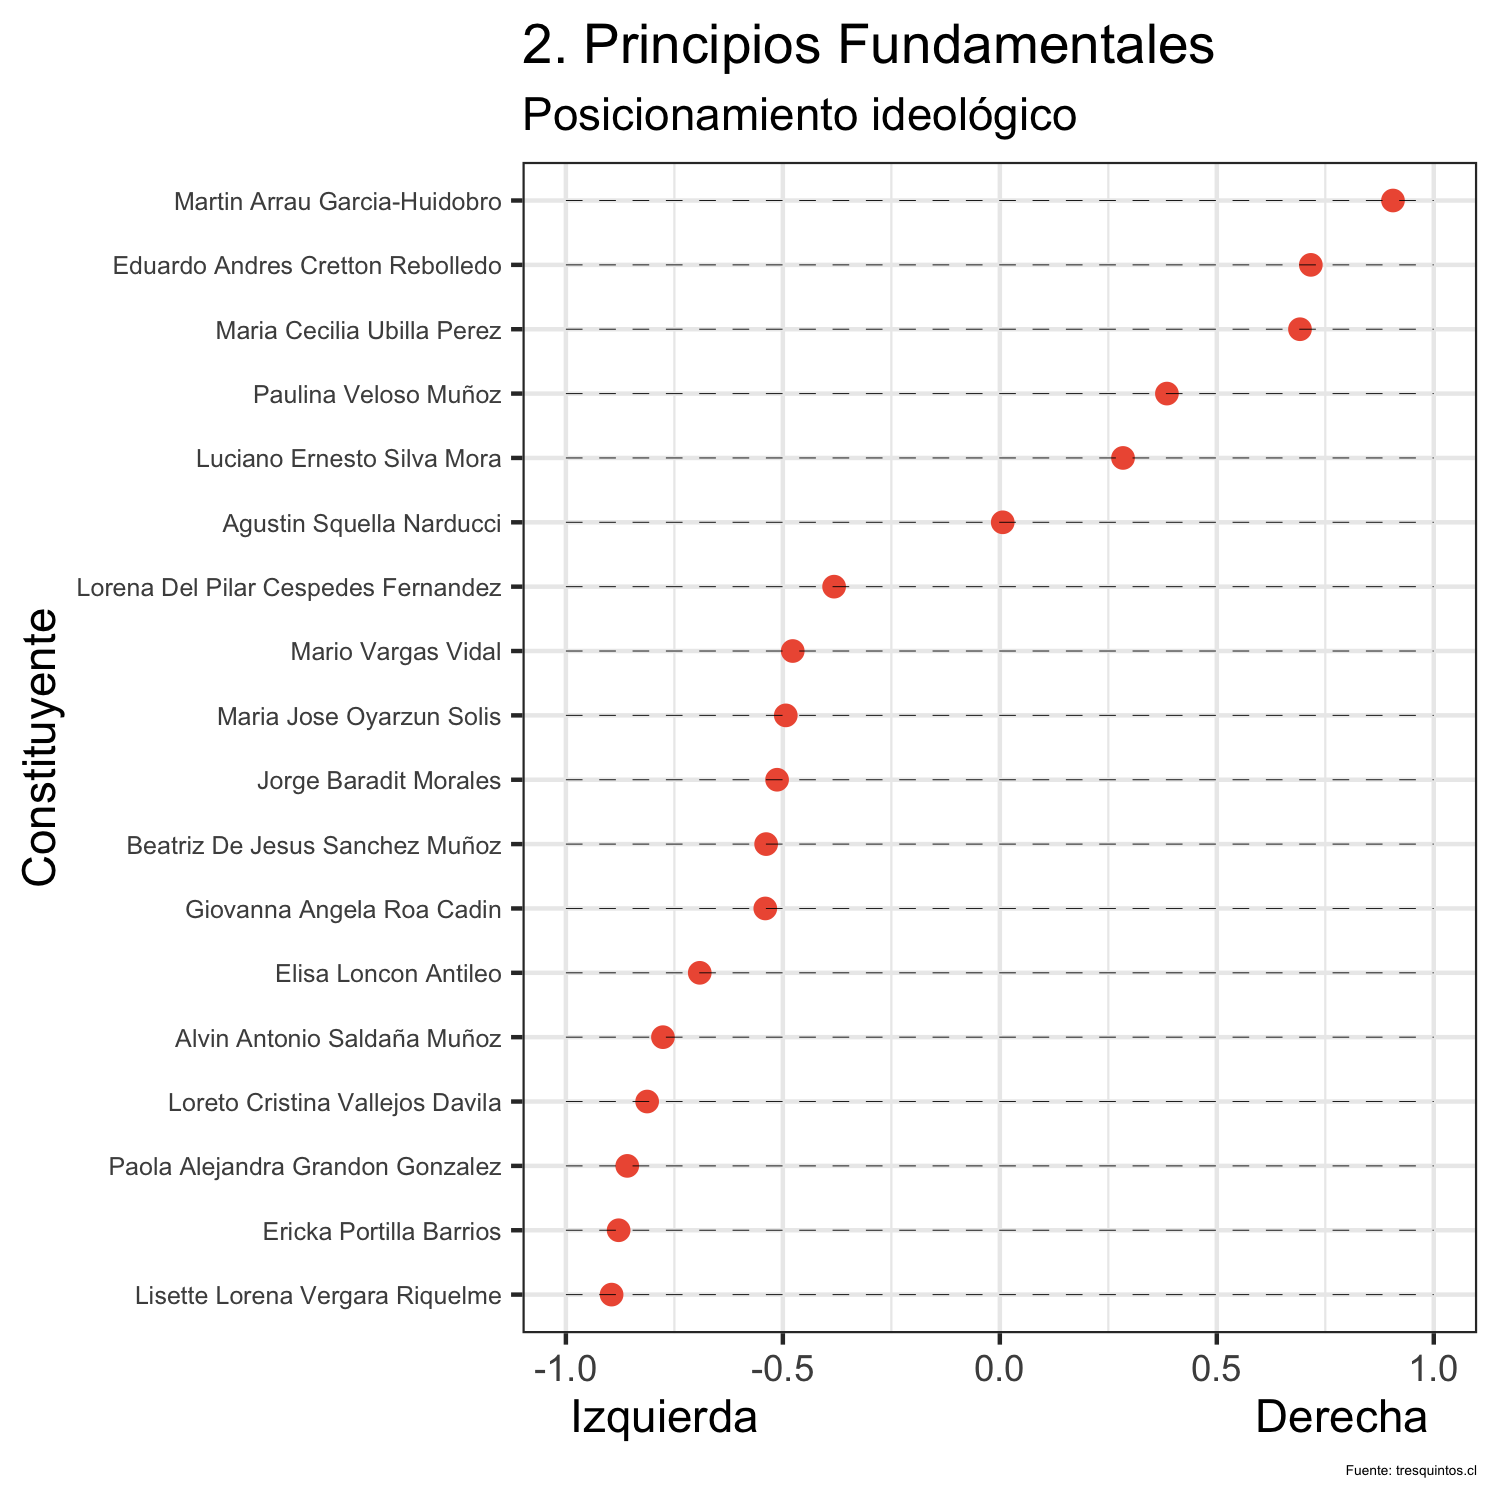 2. Principios Fundamentales
Posicionamiento ideológico
Constituyente
Martin Arrau Garcia-Huidobro
Eduardo Andres Cretton Rebolledo
Maria Cecilia Ubilla Perez
Paulina Veloso Muñoz
Luciano Ernesto Silva Mora
Agustin Squella Narducci
Lorena Del Pilar Cespedes Fernandez
Mario Vargas Vidal
Maria Jose Oyarzun Solis
Jorge Baradit Morales
Beatriz De Jesus Sanchez Muñoz
Giovanna Angela Roa Cadin
Elisa Loncon Antileo
Alvin Antonio Saldaña Muñoz
Loreto Cristina Vallejos Davila
Paola Alejandra Grandon Gonzalez
Ericka Portilla Barrios
Lisette Lorena Vergara Riquelme
-1.0 -0.5 0.0 0.5 1.0
Izquierda Derecha
Fuente: tresquintos.cl